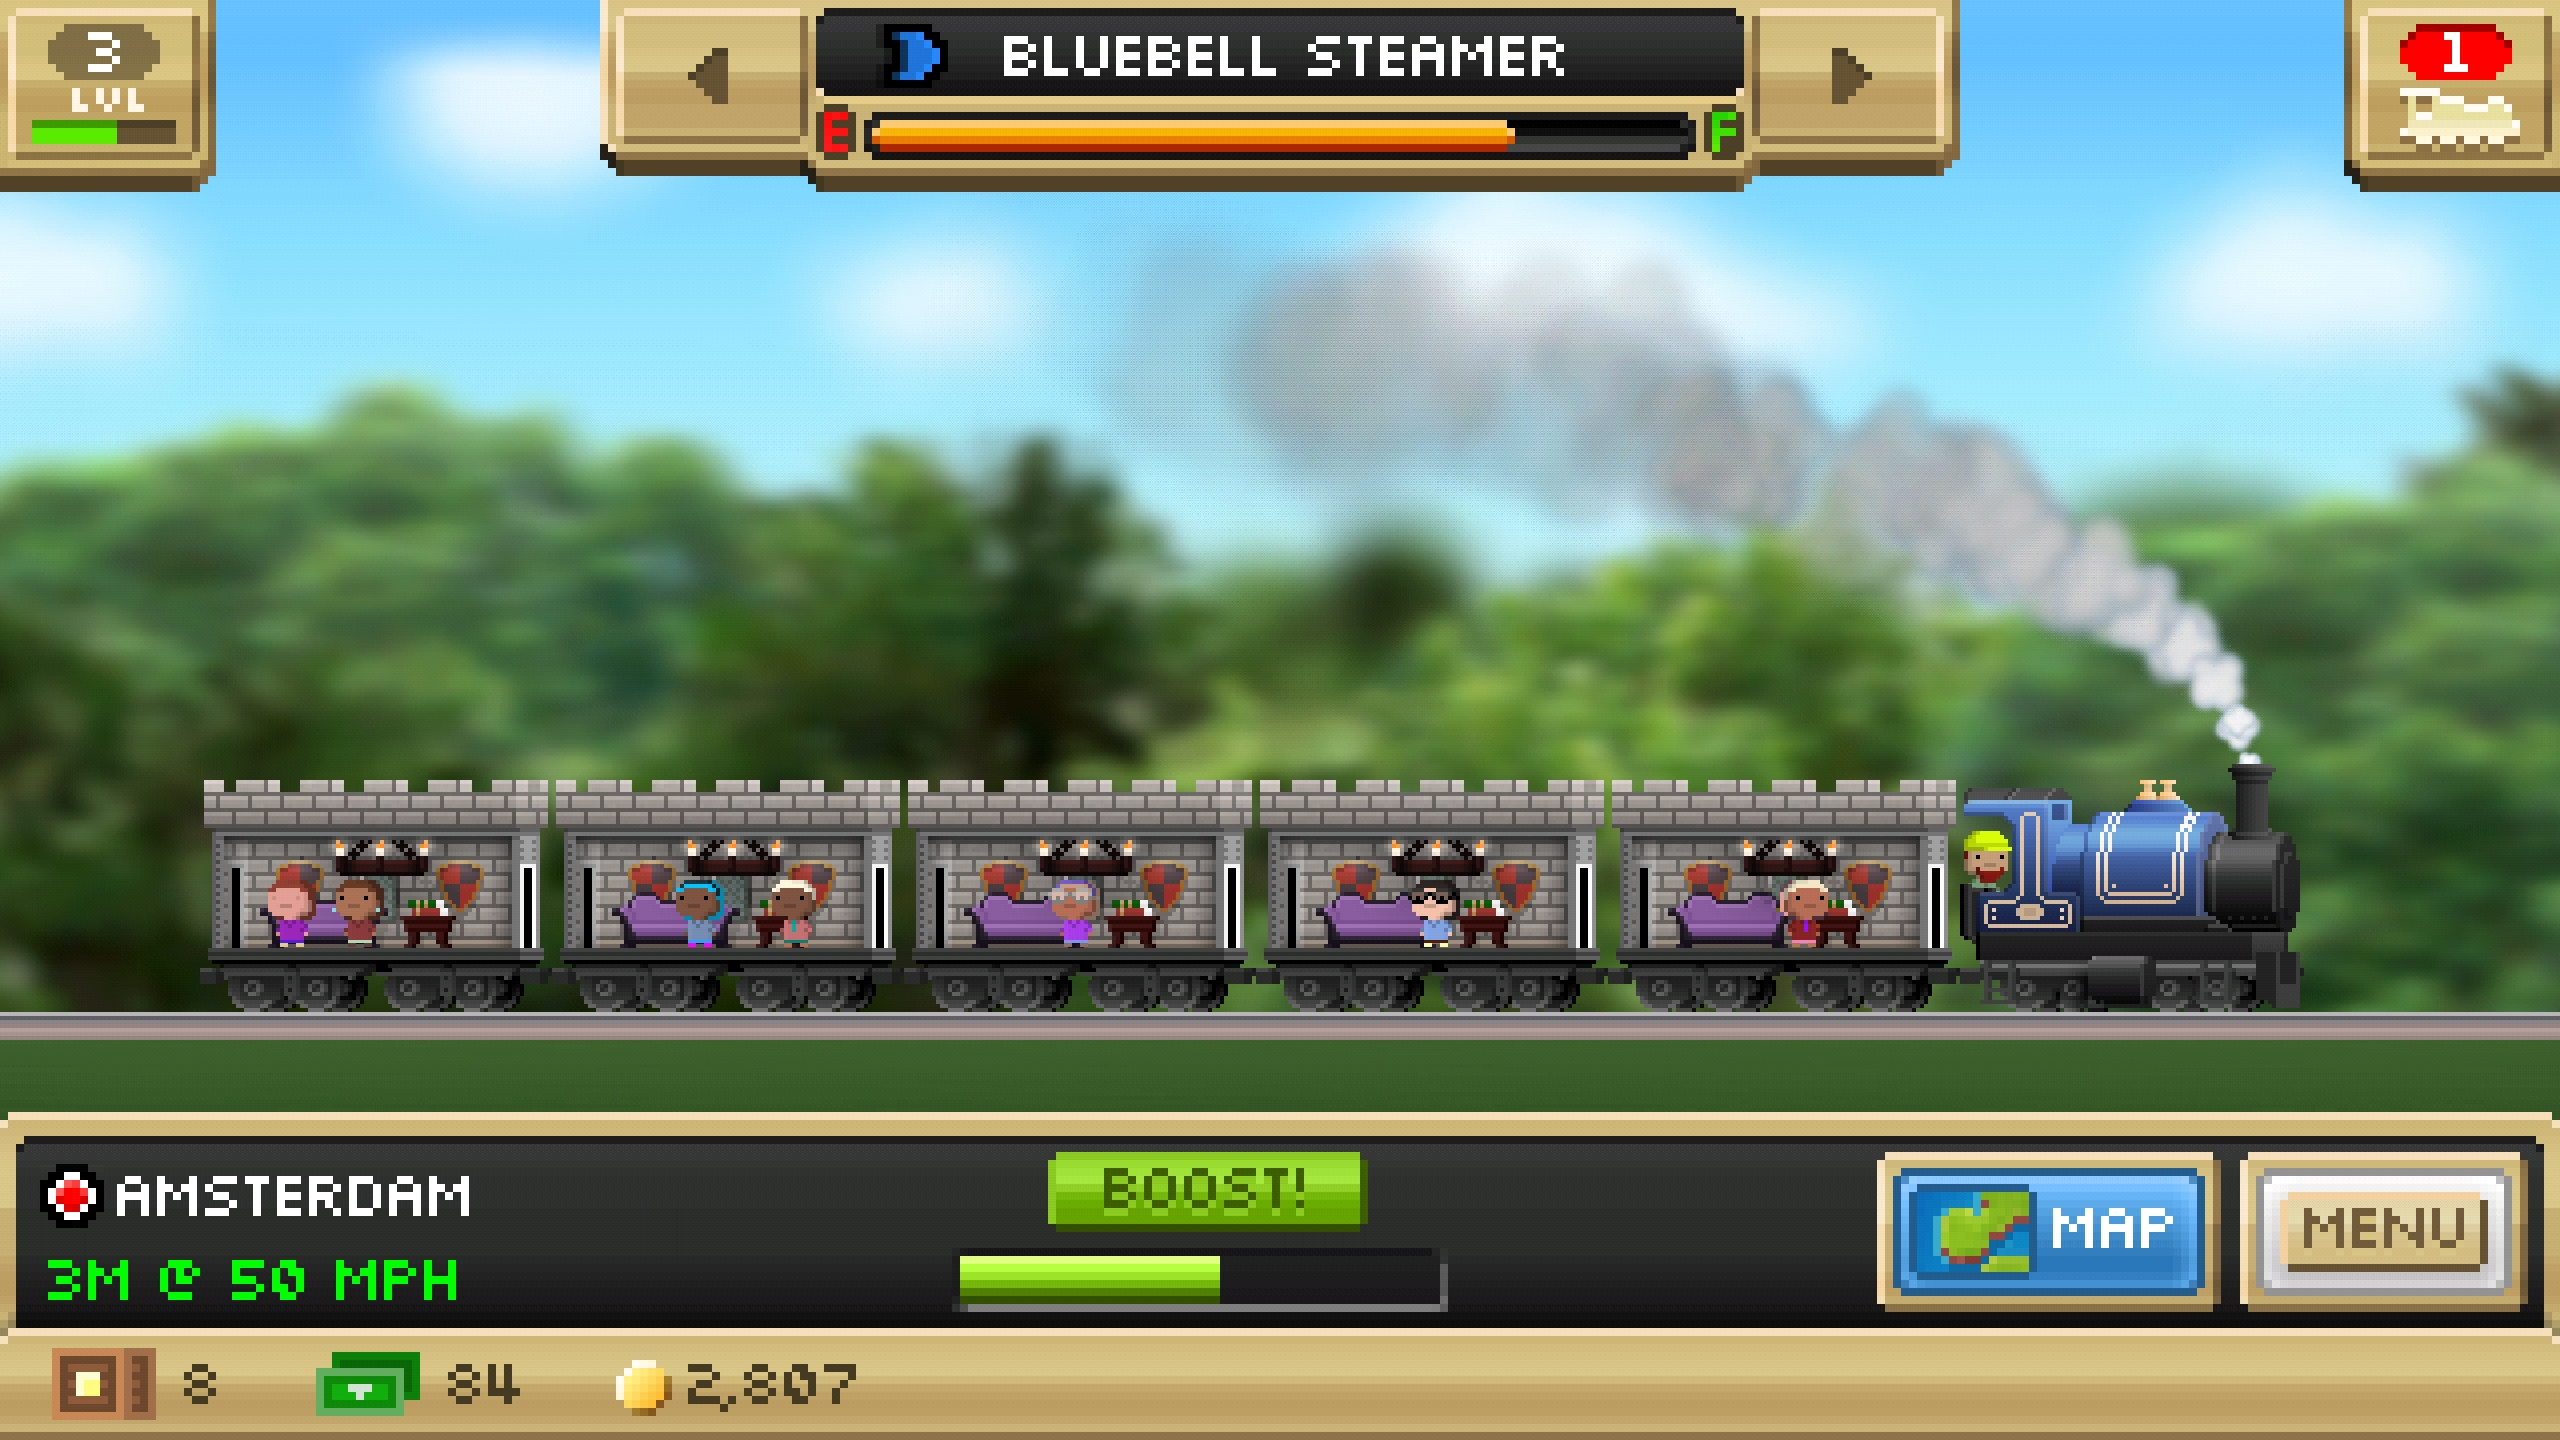 3
LVL
BLUEBELL STEAMER
E F
1
AMSTERDAM
3M @ 50 MPH
BOOST!
MAP
MENU
8 84 2,807